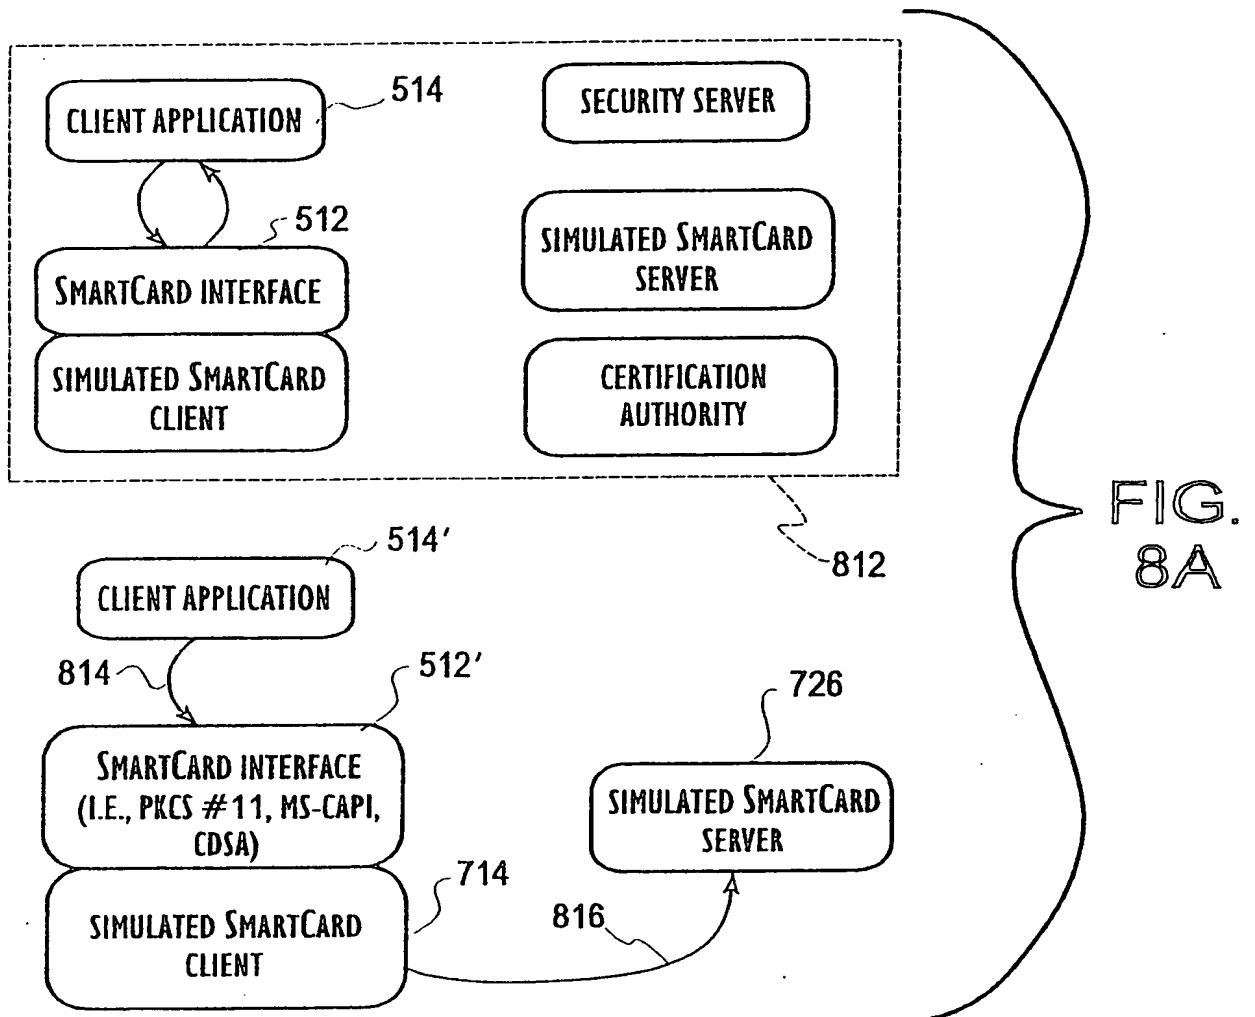 CLIENT APPLICATION
514
SECURITY SERVER
512
SMARTCARD INTERFACE
SIMULATED SMARTCARD
CLIENT
SIMULATED SMARTCARD
SERVER
CERTIFICATION
AUTHORITY
812
FIG.
8A
514'
CLIENT APPLICATION
814
512'
SMARTCARD INTERFACE
(I.E., PKCS #11, MS-CAPI,
CDSA)
714
SIMULATED SMARTCARD
CLIENT
726
SIMULATED SMARTCARD
SERVER
816